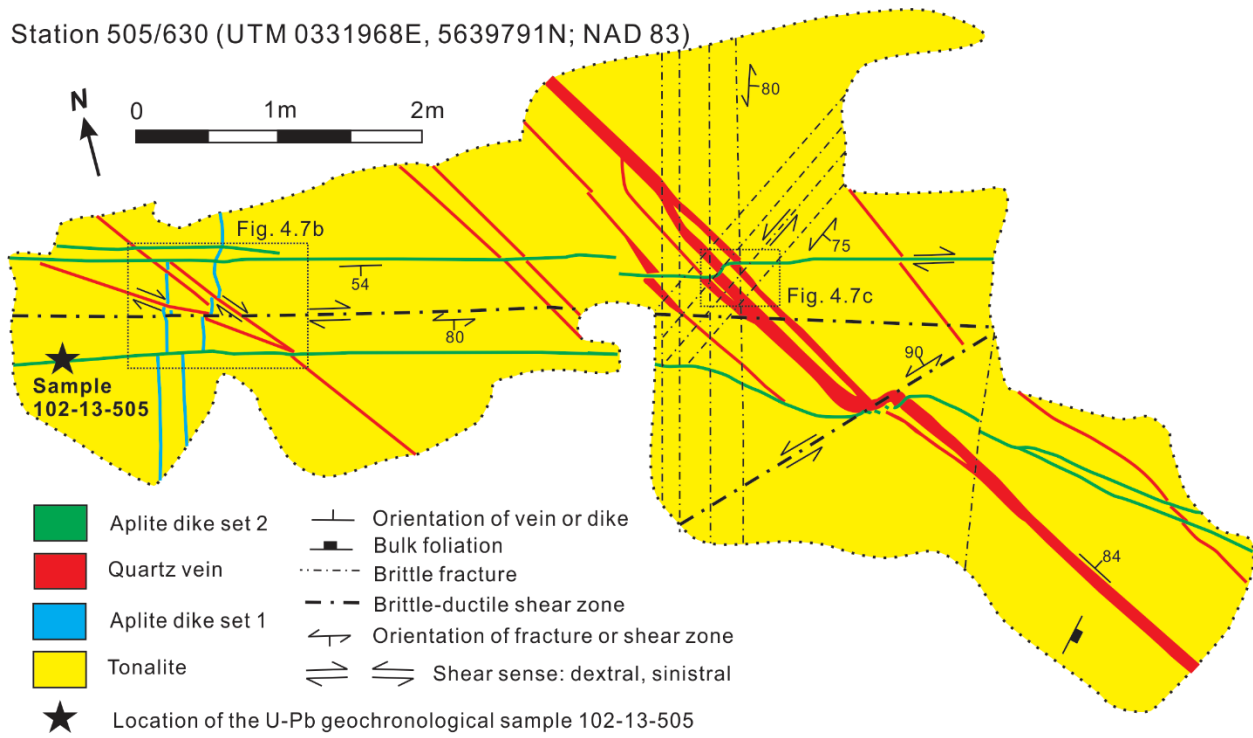 Station 505/630 (UTM 0331968E, 5639791N; NAD 83)
N
0 1m 2m
80
Fig. 4.7b
75
54
Fig. 4.7c
80
90
Sample
102-13-505
84
Aplite dike set 2
Quartz vein
Aplite dike set 1
Tonalite
Orientation of vein or dike
Bulk foliation
Brittle fracture
Brittle-ductile shear zone
Orientation of fracture or shear zone
Shear sense: dextral, sinistral
Location of the U-Pb geochronological sample 102-13-505